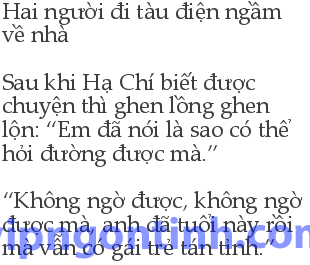 Hai người đi tàu điện ngầm
về nhà
Sau khi Hạ Chí biết được
chuyện thì ghen lồng ghen
lộn: “Em đã nói là sao có thể
hỏi đường được mà.”
“Không ngờ được, không ngờ
được mà, anh đã tuổi này rồi
mà vẫn có gái trẻ tán tỉnh.”
vipngontinh.com